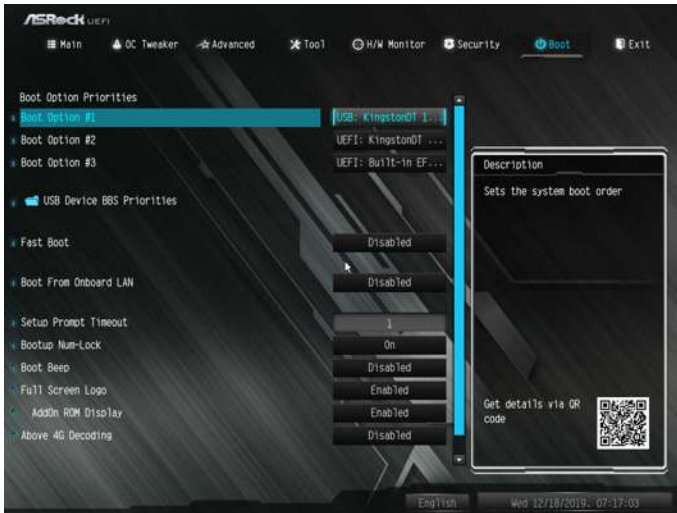 ASRock UEFI
Main OC Tweaker Advanced Tool H/W Monitor Security Boot Exit
Boot Option Priorities
Boot Option #1 USB: KingstonDT 1...
Boot Option #2 UEFI: KingstonDT ...
Boot Option #3 UEFI: Built-in EF...
USB Device BBS Priorities
Fast Boot Disabled
Boot From Onboard LAN Disabled
Setup Prompt Timeout 1
Bootup Num-Lock On
Boot Beep Disabled
Full Screen Logo Enabled
AddOn ROM Display Enabled
Above 4G Decoding Disabled
Description
Sets the system boot order
Get details via QR
code
English Wed 12/18/2019. 07:17:03